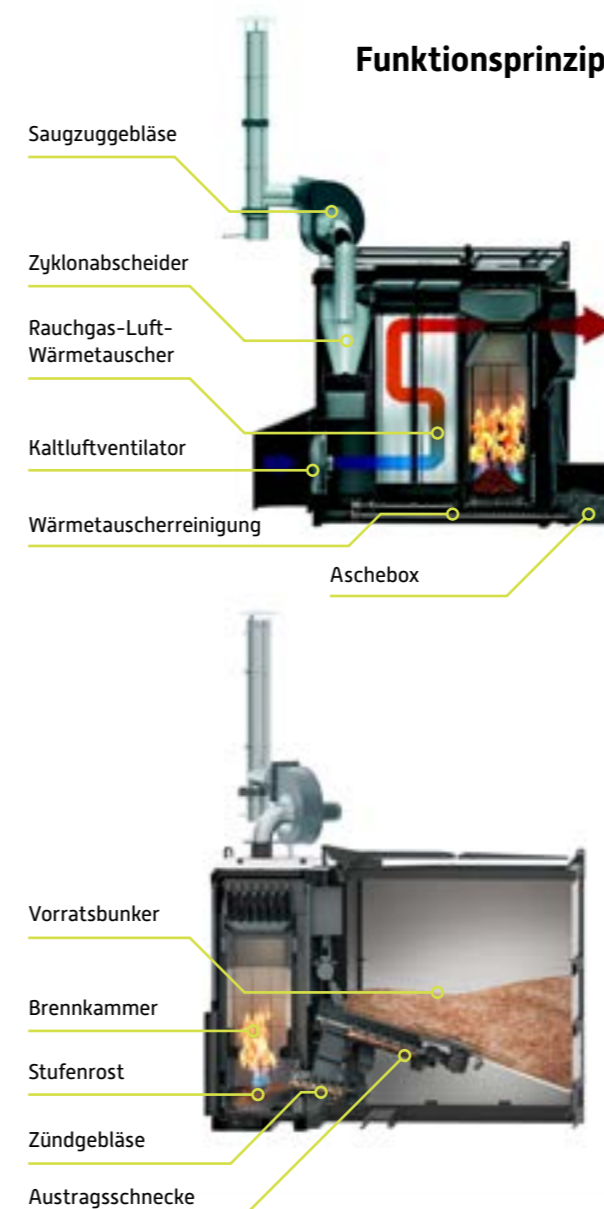 Funktionsprinzip
Saugzuggebläse
Zyklonabscheider
Rauchgas-Luft-
Wärmetauscher
Kaltluftventilator
Wärmetauscherreinigung
Aschebox
Vorratsbunker
Brennkammer
Stufenrost
Zündgebläse
Austragsschnecke